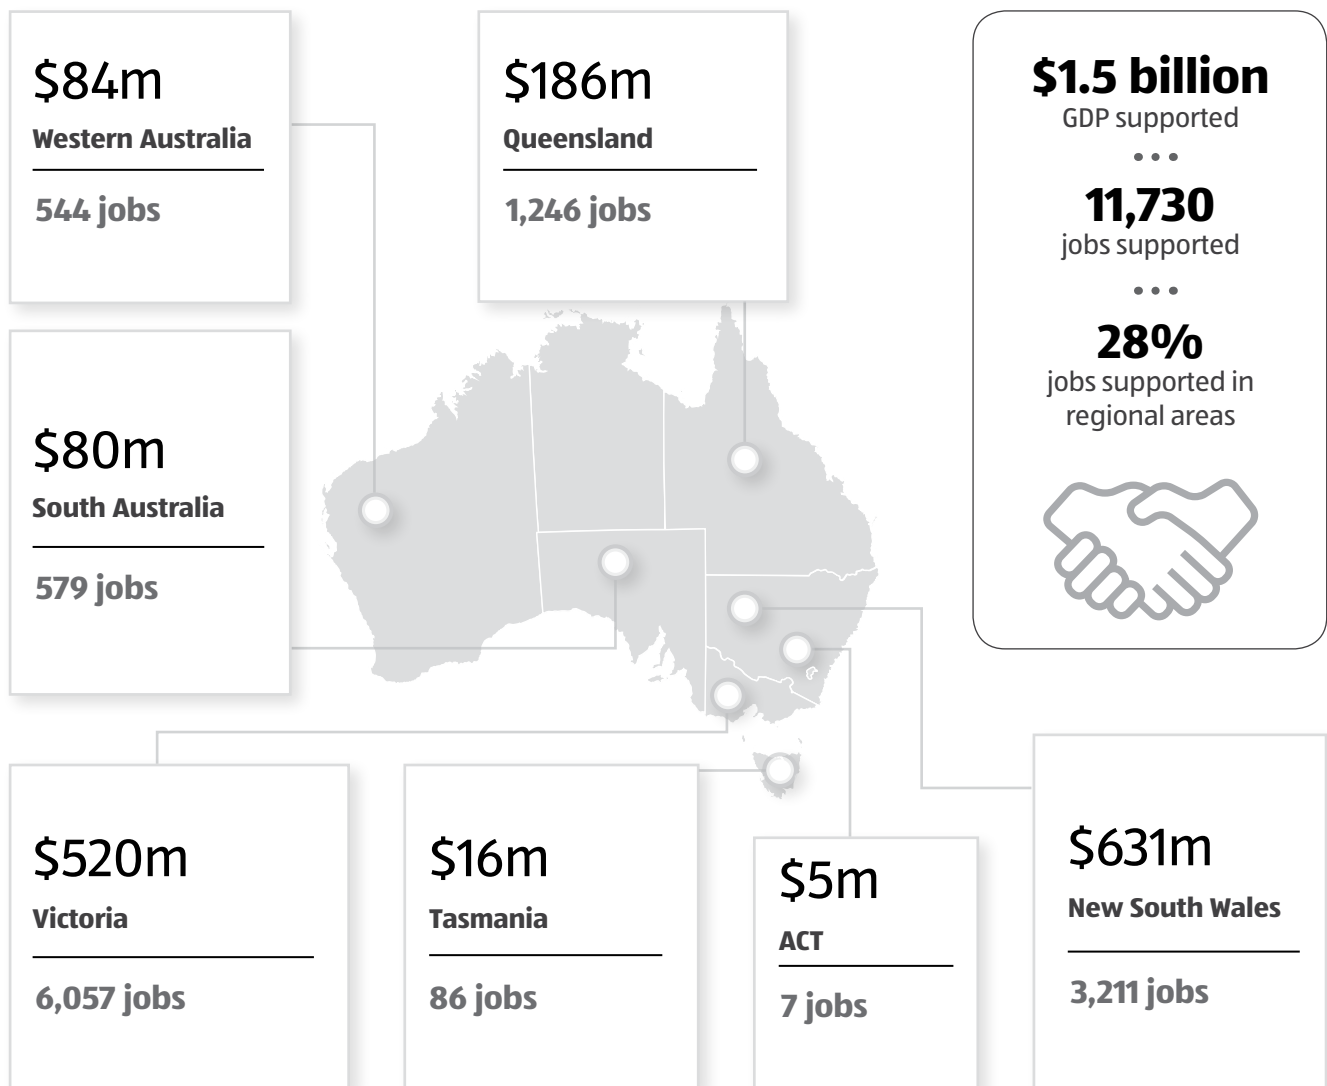 $84m
Western Australia
544 jobs
$186m
Queensland
1,246 jobs
$1.5 billion
GDP supported
•••
11,730
jobs supported
•••
28%
jobs supported in
regional areas
$80m
South Australia
579 jobs
$520m
Victoria
6,057 jobs
$16m
Tasmania
86 jobs
$5m
ACT
7 jobs
$631m
New South Wales
3,211 jobs